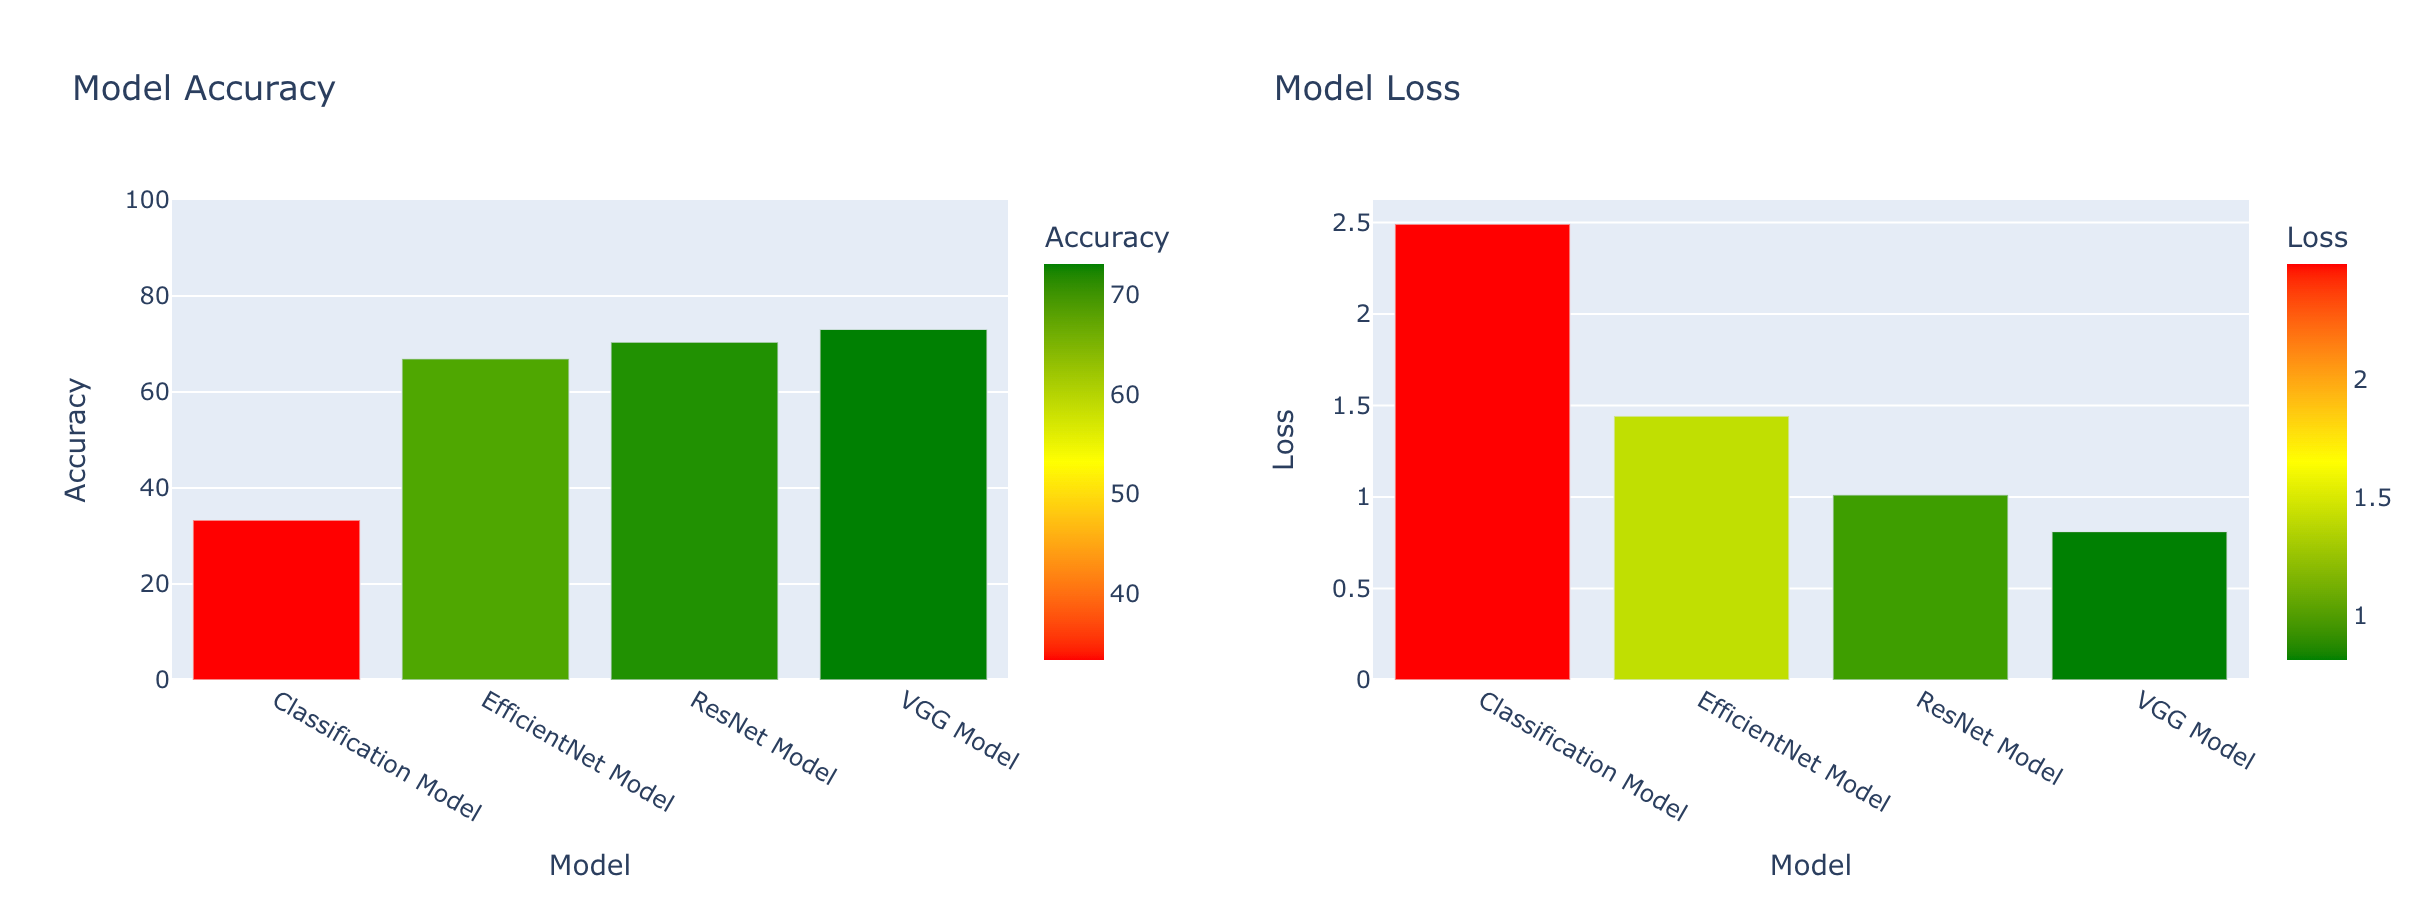 Model Accuracy
100
80
60
40
20
0
Accuracy
Classification Model
EfficientNet Model
ResNet Model
VGG Model
Model
Accuracy
70
60
50
40
Model Loss
2.5
2
1.5
1
0.5
0
Loss
Classification Model
EfficientNet Model
ResNet Model
VGG Model
Model
Loss
2
1.5
1